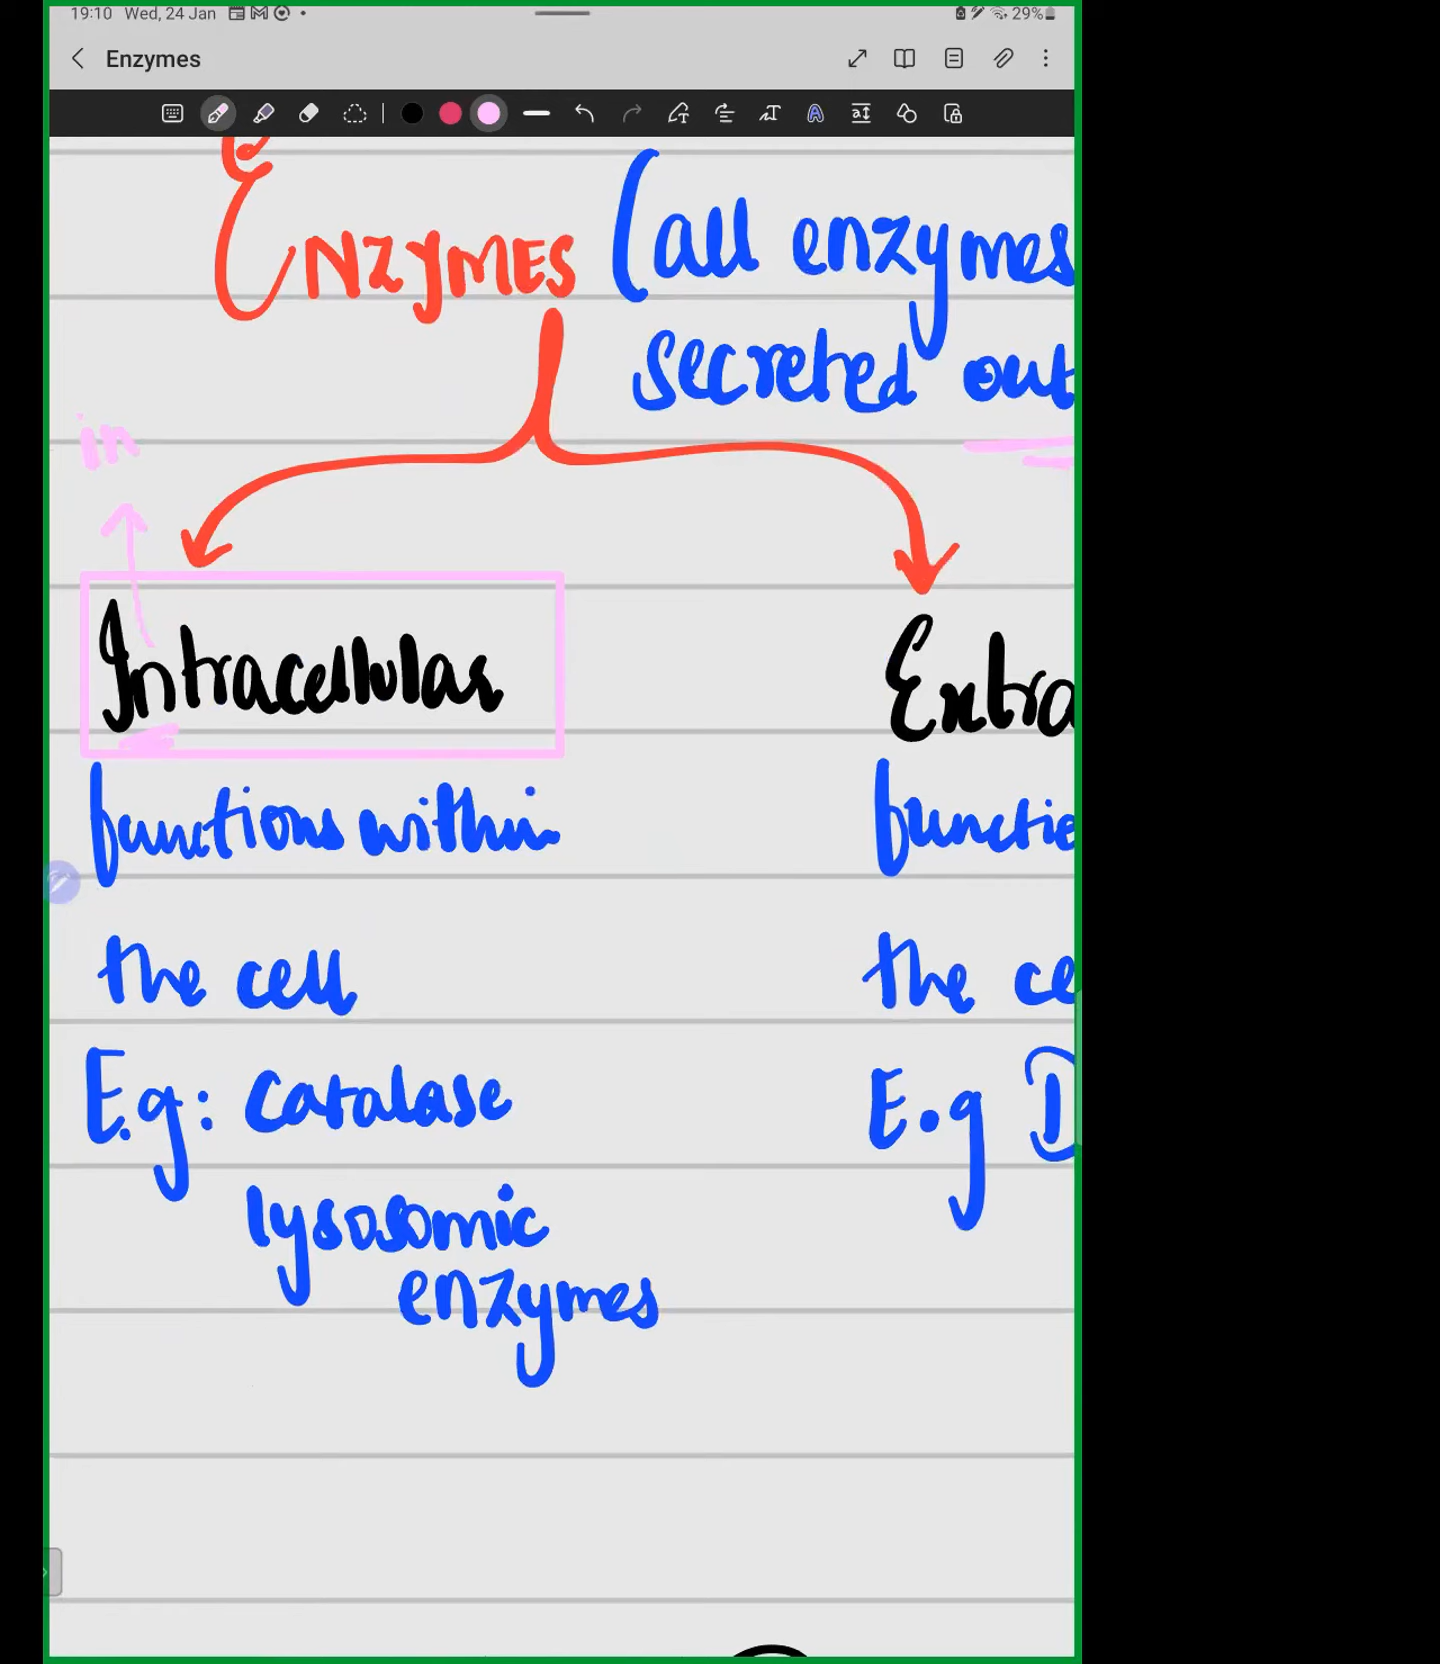 19:10 Wed, 24 Jan
29%
Enzymes
ENZYMES (all enzymes
secreted out
in
Intracellular
Extra
functions within
functio
the cell
the ce
E.g: Catalase
E.g D
lysosomic
enzymes